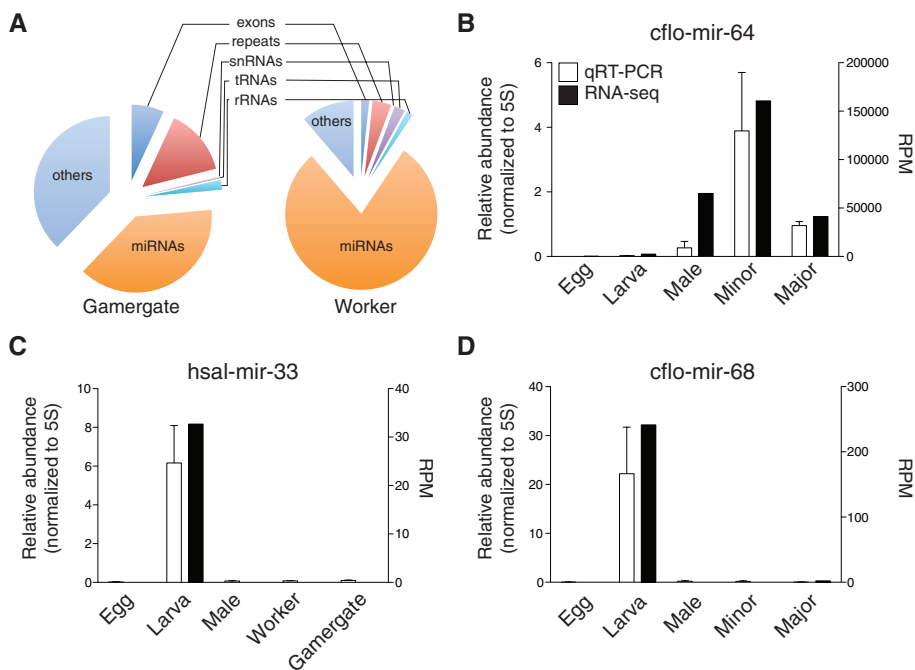 A
exons
repeats
snRNAs
tRNAs
rRNAs
others
miRNAs
Gamergate
others
miRNAs
Worker
B
cflo-mir-64
Relative abundance
(normalized to 5S)
6
4
2
0
qRT-PCR
RNA-seq
200000
150000
100000
50000
0
RPM
Egg
Larva
Male
Minor
Major
C
hsal-mir-33
Relative abundance
(normalized to 5S)
10
8
6
4
2
0
40
30
20
10
0
RPM
Egg
Larva
Male
Worker
Gamergate
D
cflo-mir-68
Relative abundance
(normalized to 5S)
40
30
20
10
0
300
200
100
0
RPM
Egg
Larva
Male
Minor
Major